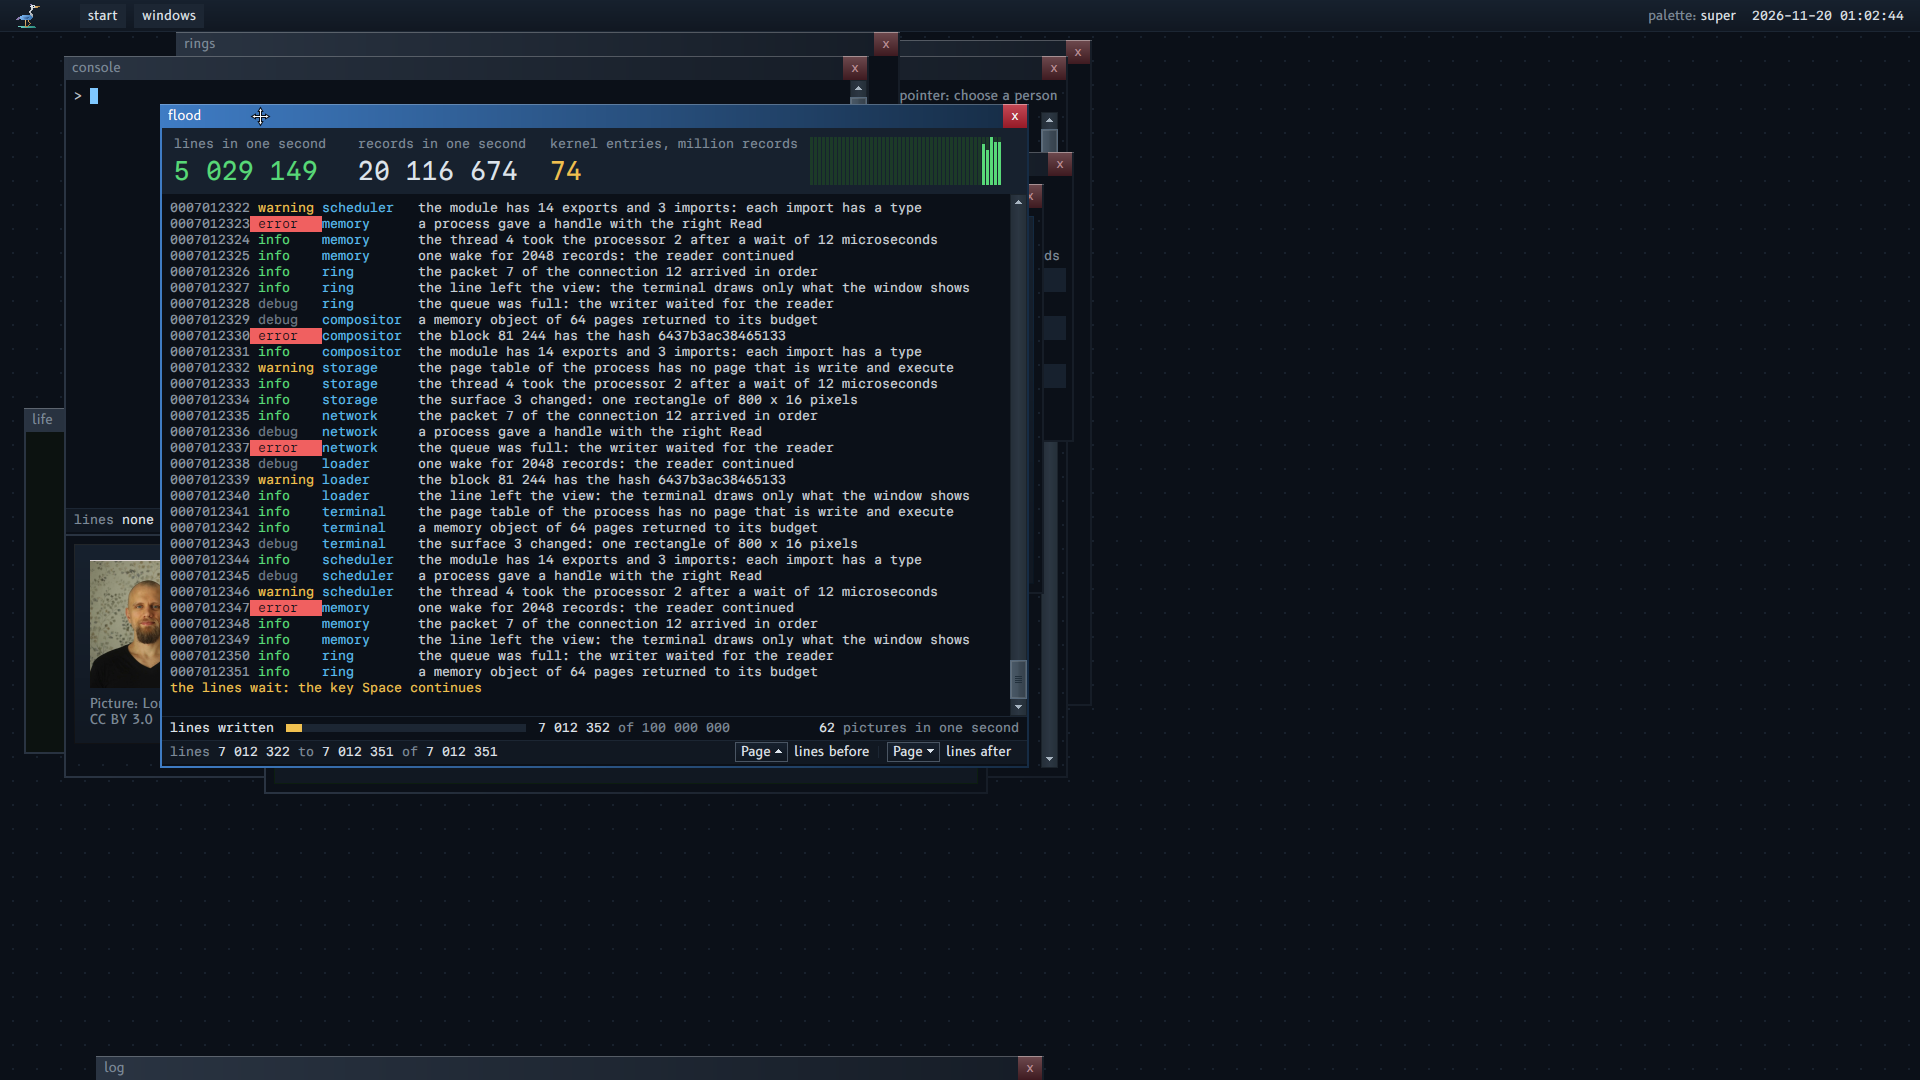 start windows palette: super 2026-11-20 01:02:44
rings x
x
console x
x
> pointer: choose a person
flood x
lines in one second records in one second kernel entries, million records
5 029 149 20 116 674 74
x
x
0007012322 warning scheduler the module has 14 exports and 3 imports: each import has a type
0007012323 error memory a process gave a handle with the right Read
0007012324 info memory the thread 4 took the processor 2 after a wait of 12 microseconds
0007012325 info memory one wake for 2048 records: the reader continued
ds
0007012326 info ring the packet 7 of the connection 12 arrived in order
0007012327 info ring the line left the view: the terminal draws only what the window shows
0007012328 debug ring the queue was full: the writer waited for the reader
0007012329 debug compositor a memory object of 64 pages returned to its budget
0007012330 error compositor the block 81 244 has the hash 6437b3ac38465133
0007012331 info compositor the module has 14 exports and 3 imports: each import has a type
0007012332 warning storage the page table of the process has no page that is write and execute
0007012333 info storage the thread 4 took the processor 2 after a wait of 12 microseconds
0007012334 info storage the surface 3 changed: one rectangle of 800 x 16 pixels
0007012335 info network the packet 7 of the connection 12 arrived in order
life
0007012336 debug network a process gave a handle with the right Read
0007012337 error network the queue was full: the writer waited for the reader
0007012338 debug loader one wake for 2048 records: the reader continued
0007012339 warning loader the block 81 244 has the hash 6437b3ac38465133
0007012340 info loader the line left the view: the terminal draws only what the window shows
0007012341 info terminal the page table of the process has no page that is write and execute
lines none
0007012342 info terminal a memory object of 64 pages returned to its budget
0007012343 debug terminal the surface 3 changed: one rectangle of 800 x 16 pixels
0007012344 info scheduler the module has 14 exports and 3 imports: each import has a type
0007012345 debug scheduler a process gave a handle with the right Read
0007012346 warning scheduler the thread 4 took the processor 2 after a wait of 12 microseconds
0007012347 error memory one wake for 2048 records: the reader continued
0007012348 info memory the packet 7 of the connection 12 arrived in order
0007012349 info memory the line left the view: the terminal draws only what the window shows
0007012350 info ring the queue was full: the writer waited for the reader
0007012351 info ring a memory object of 64 pages returned to its budget
the lines wait: the key Space continues
Picture: Lo
CC BY 3.0
lines written 7 012 352 of 100 000 000 62 pictures in one second
lines 7 012 322 to 7 012 351 of 7 012 351 Page lines before Page lines after
log x